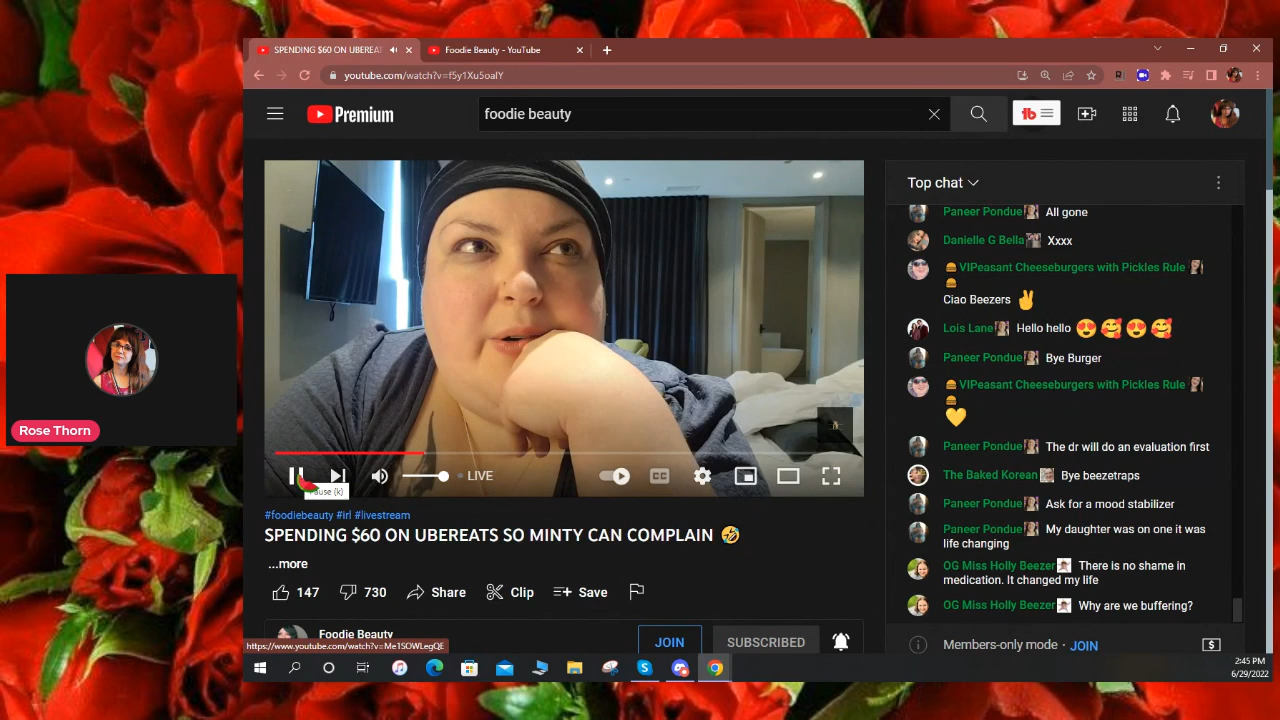 SPENDING $60 ON UBEREAT
Foodie Beauty - YouTube
youtube.com/watch?v=f5y1Xu5oaIY
Premium
foodie beauty
Top chat
Paneer Pondue All gone
Danielle G Bella Xxxx
VIPeasant Cheeseburgers with Pickles Rule
Ciao Beezers
Lois Lane Hello hello
Paneer Pondue Bye Burger
VIPeasant Cheeseburgers with Pickles Rule
Paneer Pondue The dr will do an evaluation first
The Baked Korean Bye beezetraps
Paneer Pondue Ask for a mood stabilizer
Paneer Pondue My daughter was on one it was
life changing
OG Miss Holly Beezer There is no shame in
medication. It changed my life
OG Miss Holly Beezer Why are we buffering?
Members-only mode · JOIN
Rose Thorn
LIVE
CC
Pause (k)
#foodiebeauty #irl #livestream
SPENDING $60 ON UBEREATS SO MINTY CAN COMPLAIN 🤣
...more
147 730 Share Clip Save
Foodie Beauty
JOIN SUBSCRIBED
https://www.youtube.com/watch?v=Me1SOWLegQE
2:45 PM
6/29/2022